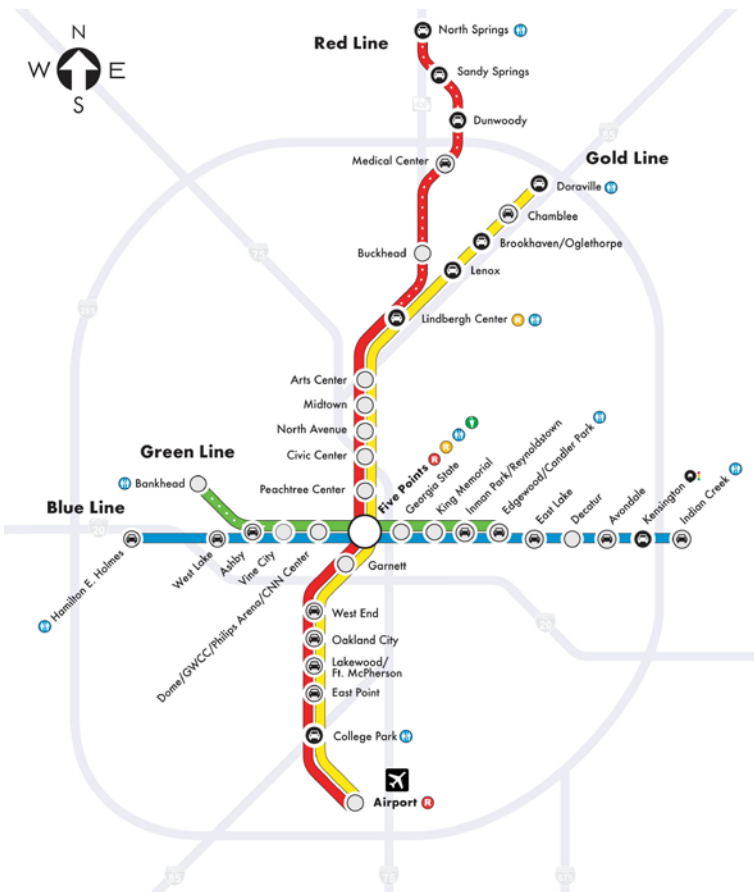 N
W E
S
Red Line
North Springs
Sandy Springs
Dunwoody
Medical Center
Gold Line
Doraville
Chamblee
Brookhaven/Oglethorpe
Buckhead
Lenox
Lindbergh Center R
Arts Center
Midtown
North Avenue
Civic Center
Peachtree Center
Green Line
Bankhead
Blue Line
Hamilton E. Holmes
West Lake
Ashby
Vine City
Dome/GWCC/Philips Arena/CNN Center
Five Points R R
Georgia State
King Memorial
Inman Park/Reynoldstown
Edgewood/Candler Park
East Lake
Decatur
Avondale
Kensington
Indian Creek
Garnett
West End
Oakland City
Lakewood/
Ft. McPherson
East Point
College Park
Airport R
85
75
20
20
85
75